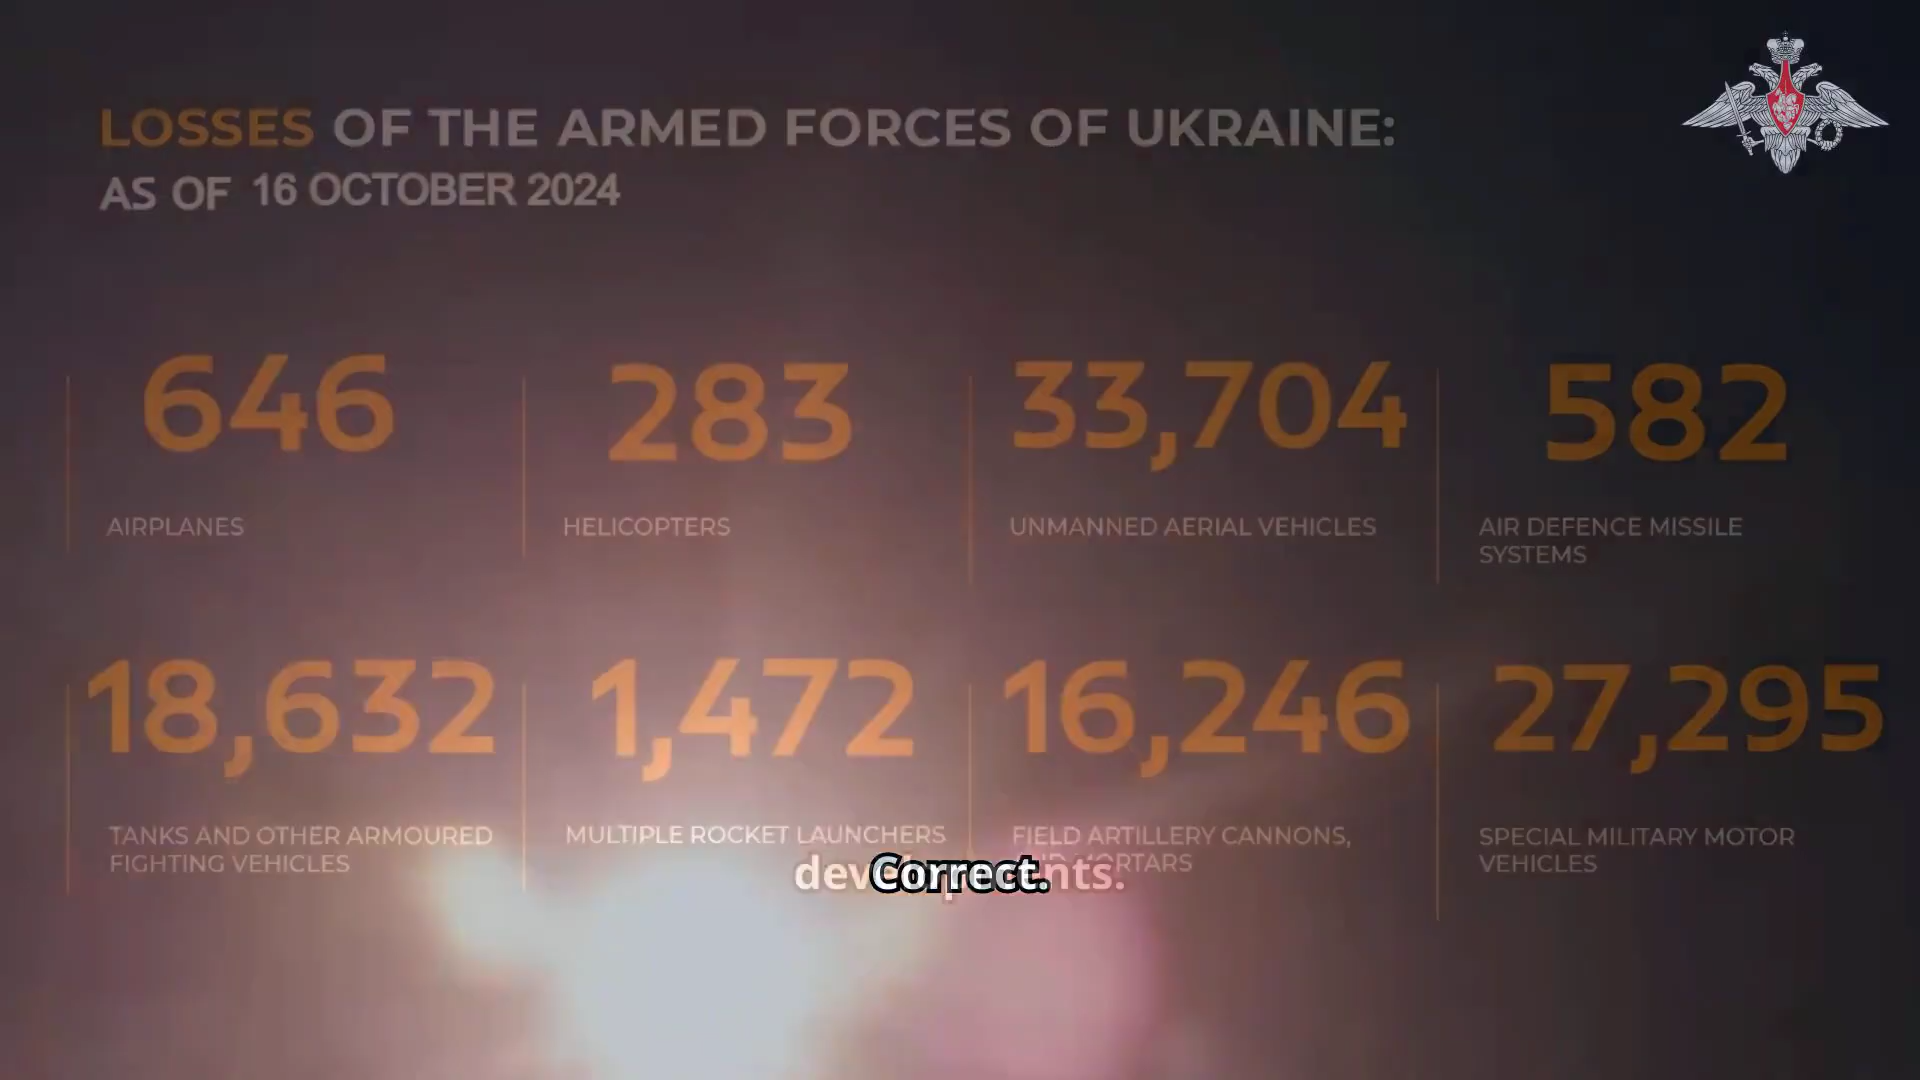 LOSSES OF THE ARMED FORCES OF UKRAINE:
AS OF 16 OCTOBER 2024
646
283
33,704
582
AIRPLANES
HELICOPTERS
UNMANNED AERIAL VEHICLES
AIR DEFENCE MISSILE
SYSTEMS
18,632
1,472
16,246
27,295
TANKS AND OTHER ARMOURED
FIGHTING VEHICLES
MULTIPLE ROCKET LAUNCHERS
FIELD ARTILLERY CANNONS,
MORTARS
SPECIAL MILITARY MOTOR
VEHICLES
Correct.